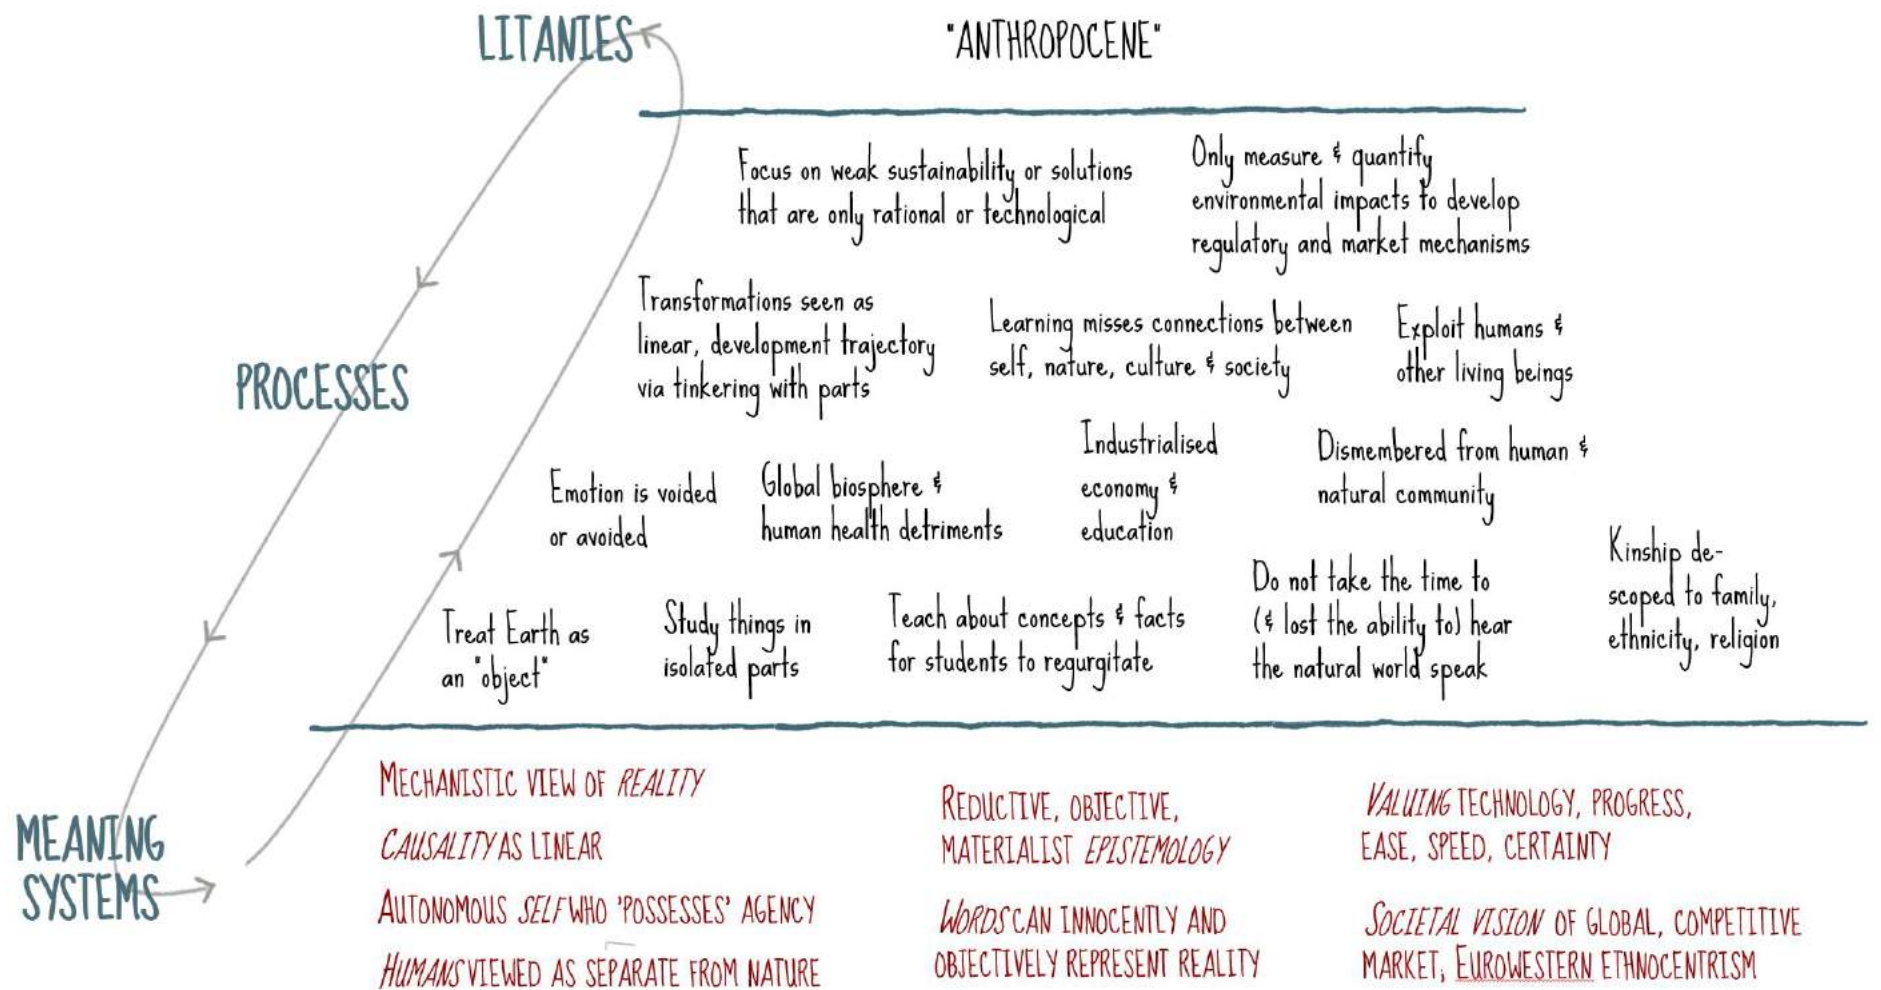 LITANIES
"ANTHROPOCENE"
Focus on weak sustainability or solutions
that are only rational or technological
Only measure & quantify
environmental impacts to develop
regulatory and market mechanisms
Transformations seen as
linear, development trajectory
via tinkering with parts
Learning misses connections between
self, nature, culture & society
Exploit humans &
other living beings
PROCESSES
Emotion is voided
or avoided
Global biosphere &
human health detriments
Industrialised
economy &
education
Dismembered from human &
natural community
Treat Earth as
an "object"
Study things in
isolated parts
Teach about concepts & facts
for students to regurgitate
Do not take the time to
(& lost the ability to) hear
the natural world speak
Kinship de-
scoped to family,
ethnicity, religion
MEANING
SYSTEMS
MECHANISTIC VIEW OF REALITY
CAUSALITY AS LINEAR
AUTONOMOUS SELF WHO 'POSSESSES' AGENCY
HUMANS VIEWED AS SEPARATE FROM NATURE
REDUCTIVE, OBJECTIVE,
MATERIALIST EPISTEMOLOGY
WORDS CAN INNOCENTLY AND
OBJECTIVELY REPRESENT REALITY
VALUING TECHNOLOGY, PROGRESS,
EASE, SPEED, CERTAINTY
SOCIETAL VISION OF GLOBAL, COMPETITIVE
MARKET, EUROWESTERN ETHNOCENTRISM